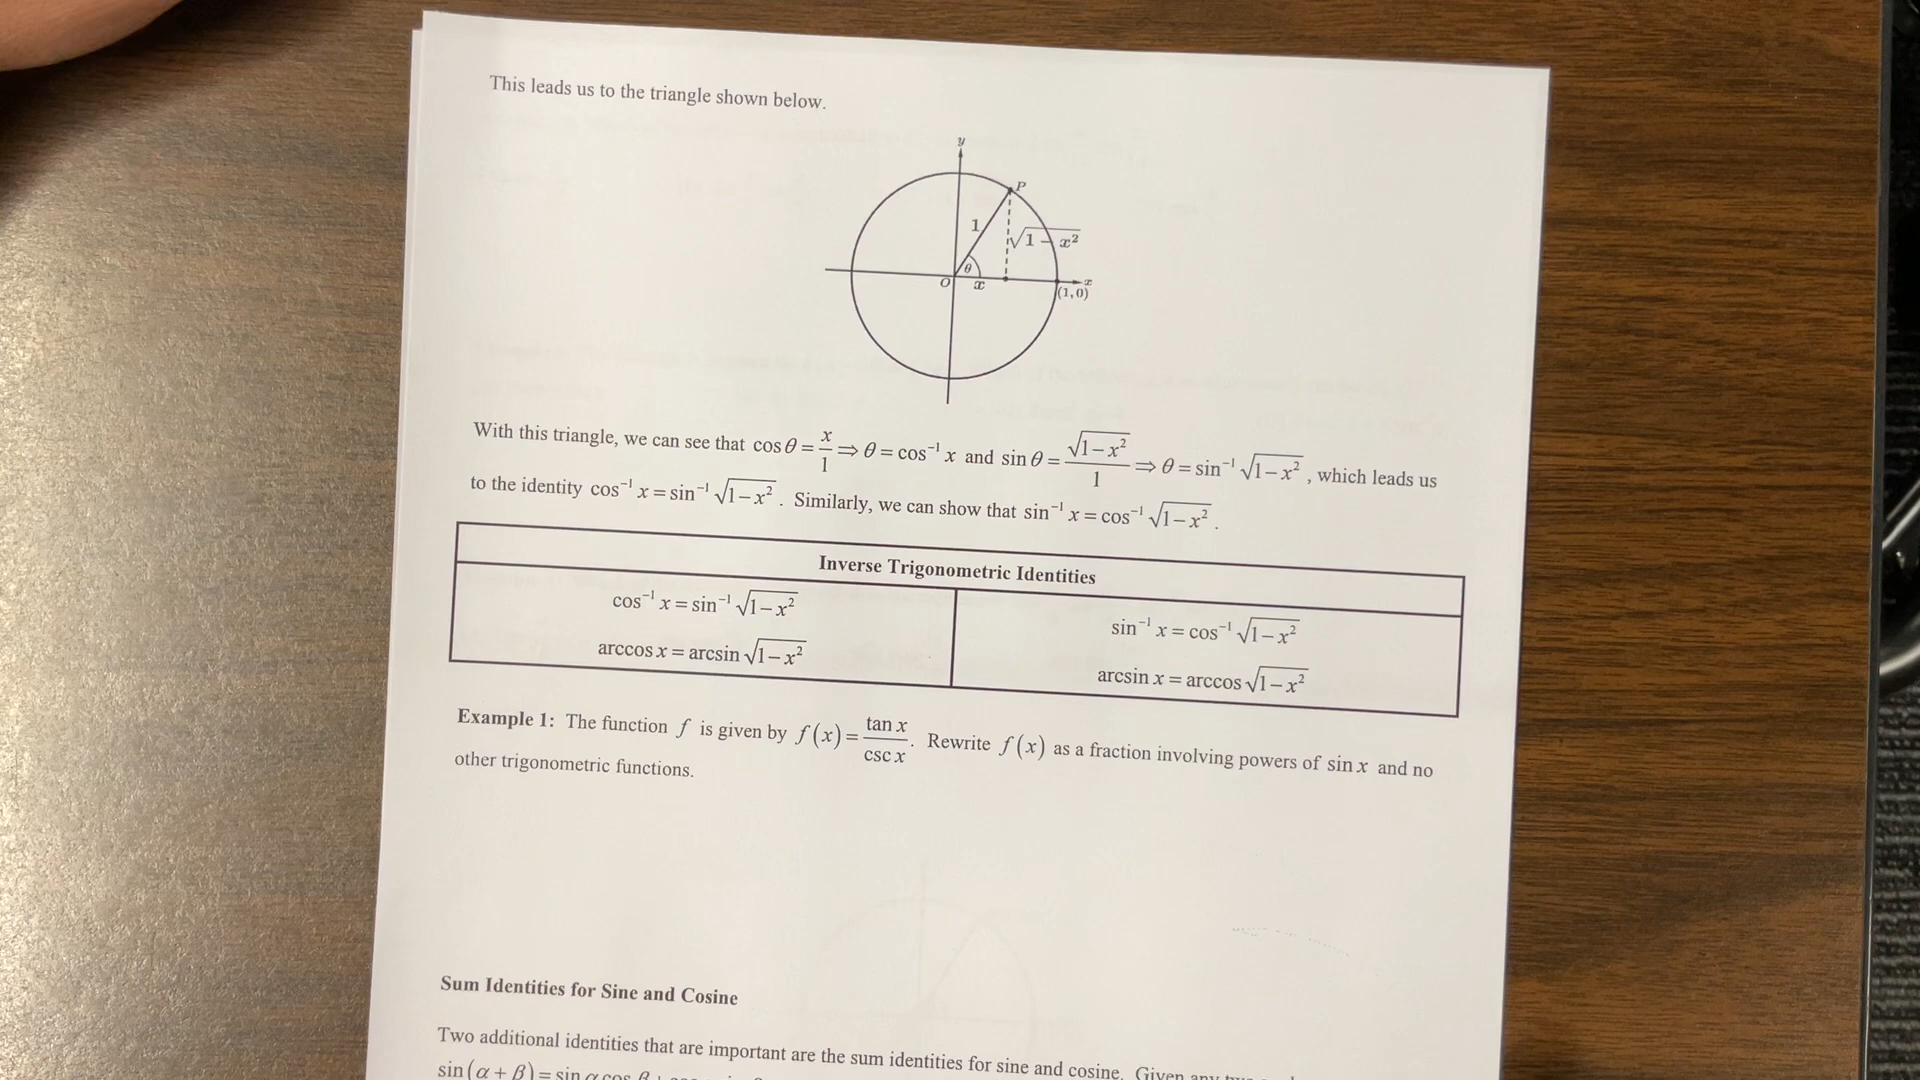 This leads us to the triangle shown below.
y
P
1
√(1 − x²)
θ
O
x
x
(1,0)
With this triangle, we can see that cos θ = x/1 ⇒ θ = cos⁻¹ x and sin θ = √(1−x²)/1 ⇒ θ = sin⁻¹ √(1−x²), which leads us
to the identity cos⁻¹ x = sin⁻¹ √(1−x²). Similarly, we can show that sin⁻¹ x = cos⁻¹ √(1−x²).
Inverse Trigonometric Identities
cos⁻¹ x = sin⁻¹ √(1−x²)
arccos x = arcsin √(1−x²)
sin⁻¹ x = cos⁻¹ √(1−x²)
arcsin x = arccos √(1−x²)
Example 1: The function f is given by f(x) = tan x / csc x. Rewrite f(x) as a fraction involving powers of sin x and no
other trigonometric functions.
Sum Identities for Sine and Cosine
Two additional identities that are important are the sum identities for sine and cosine. Given any
sin(α + β) = sin α cos β +